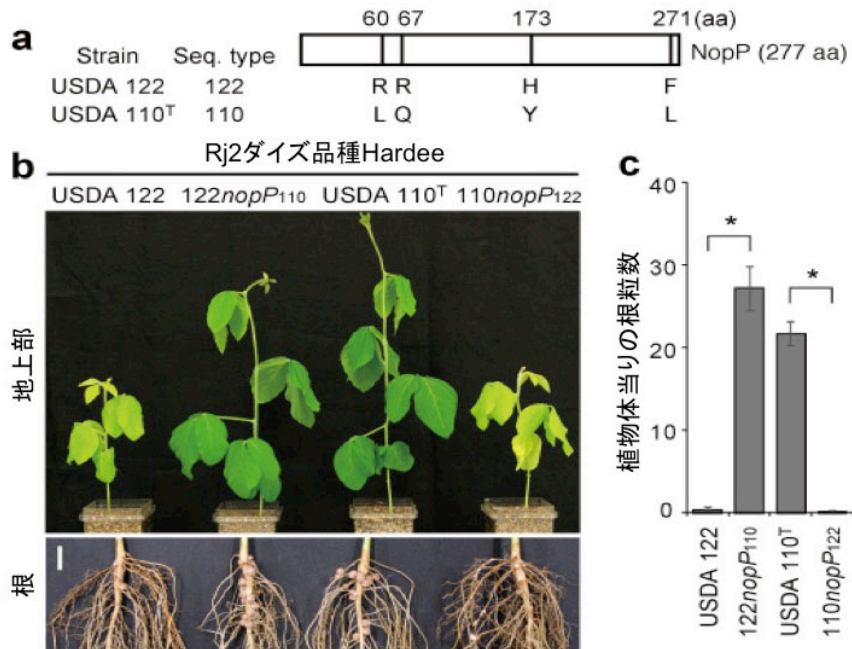 a
60 67 173 271(aa)
Strain Seq. type NopP (277 aa)
USDA 122 122 R R H F
USDA 110ᵀ 110 L Q Y L
Rj2ダイズ品種Hardee
b
USDA 122 122nopP₁₁₀ USDA 110ᵀ 110nopP₁₂₂
地上部
根
c
植物体当りの根粒数
40
30
20
10
0
* *
USDA 122
122nopP₁₁₀
USDA 110ᵀ
110nopP₁₂₂